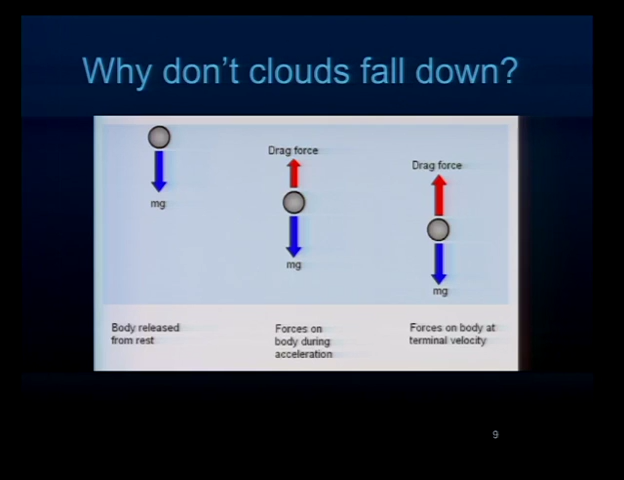 Why don't clouds fall down?
mg
Drag force
mg
Drag force
mg
Body released
from rest
Forces on
body during
acceleration
Forces on body at
terminal velocity
9